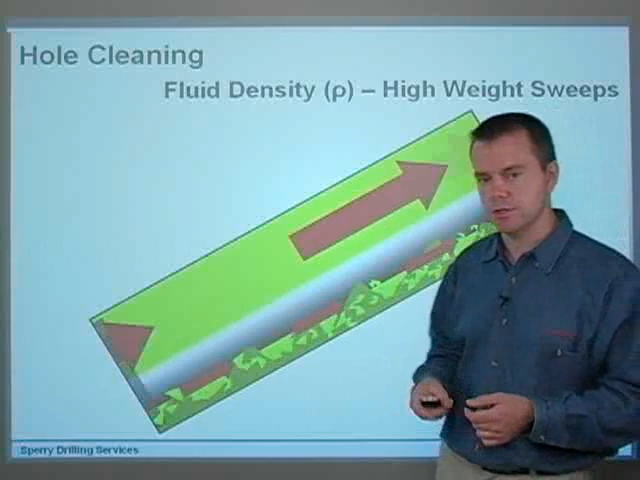 Hole Cleaning
Fluid Density (ρ) – High Weight Sweeps
Sperry Drilling Services